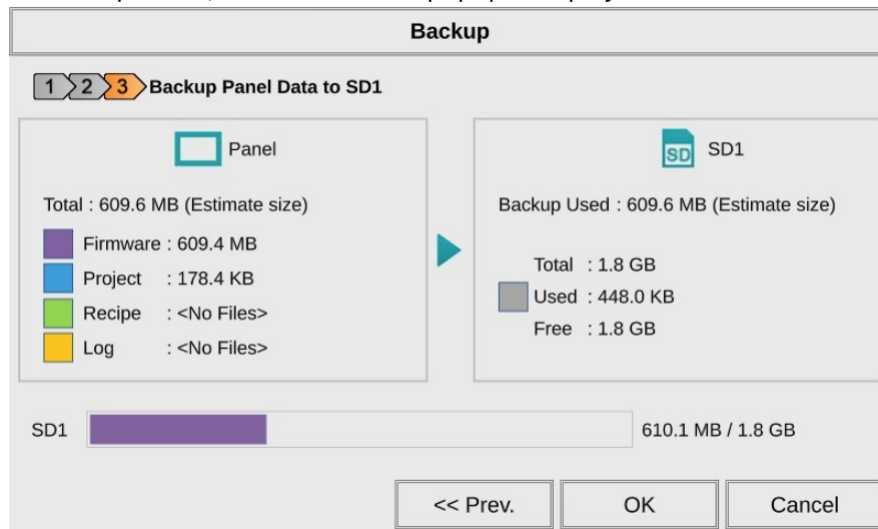 Backup
1 2 3 Backup Panel Data to SD1
Panel
Total : 609.6 MB (Estimate size)
Firmware : 609.4 MB
Project : 178.4 KB
Recipe : <No Files>
Log : <No Files>
SD SD1
Backup Used : 609.6 MB (Estimate size)
Total : 1.8 GB
Used : 448.0 KB
Free : 1.8 GB
SD1 610.1 MB / 1.8 GB
<< Prev. OK Cancel